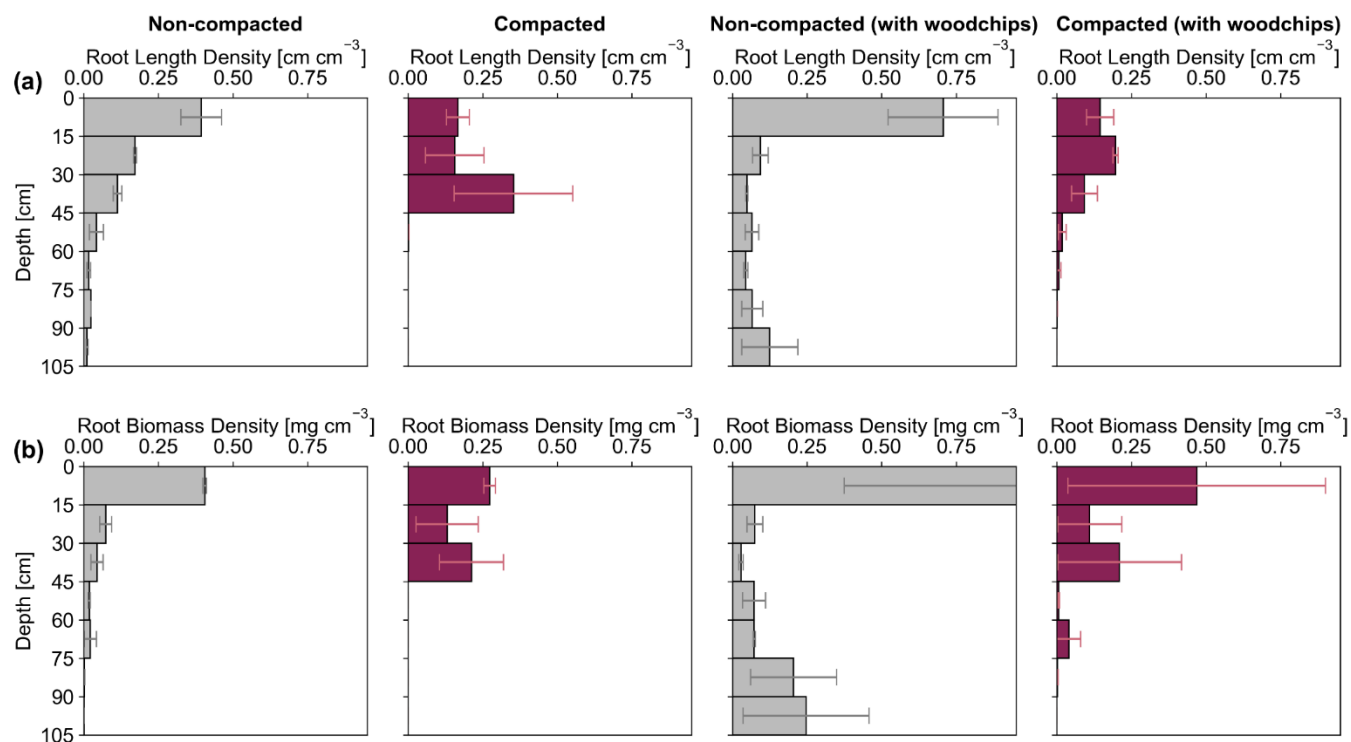 Non-compacted
Compacted
Non-compacted (with woodchips)
Compacted (with woodchips)
(a)
Root Length Density [cm cm⁻³]
Root Length Density [cm cm⁻³]
Root Length Density [cm cm⁻³]
Root Length Density [cm cm⁻³]
0.00 0.25 0.50 0.75
0.00 0.25 0.50 0.75
0.00 0.25 0.50 0.75
0.00 0.25 0.50 0.75
Depth [cm]
0
15
30
45
60
75
90
105
(b)
Root Biomass Density [mg cm⁻³]
Root Biomass Density [mg cm⁻³]
Root Biomass Density [mg cm⁻³]
Root Biomass Density [mg cm⁻³]
0.00 0.25 0.50 0.75
0.00 0.25 0.50 0.75
0.00 0.25 0.50 0.75
0.00 0.25 0.50 0.75
Depth [cm]
0
15
30
45
60
75
90
105